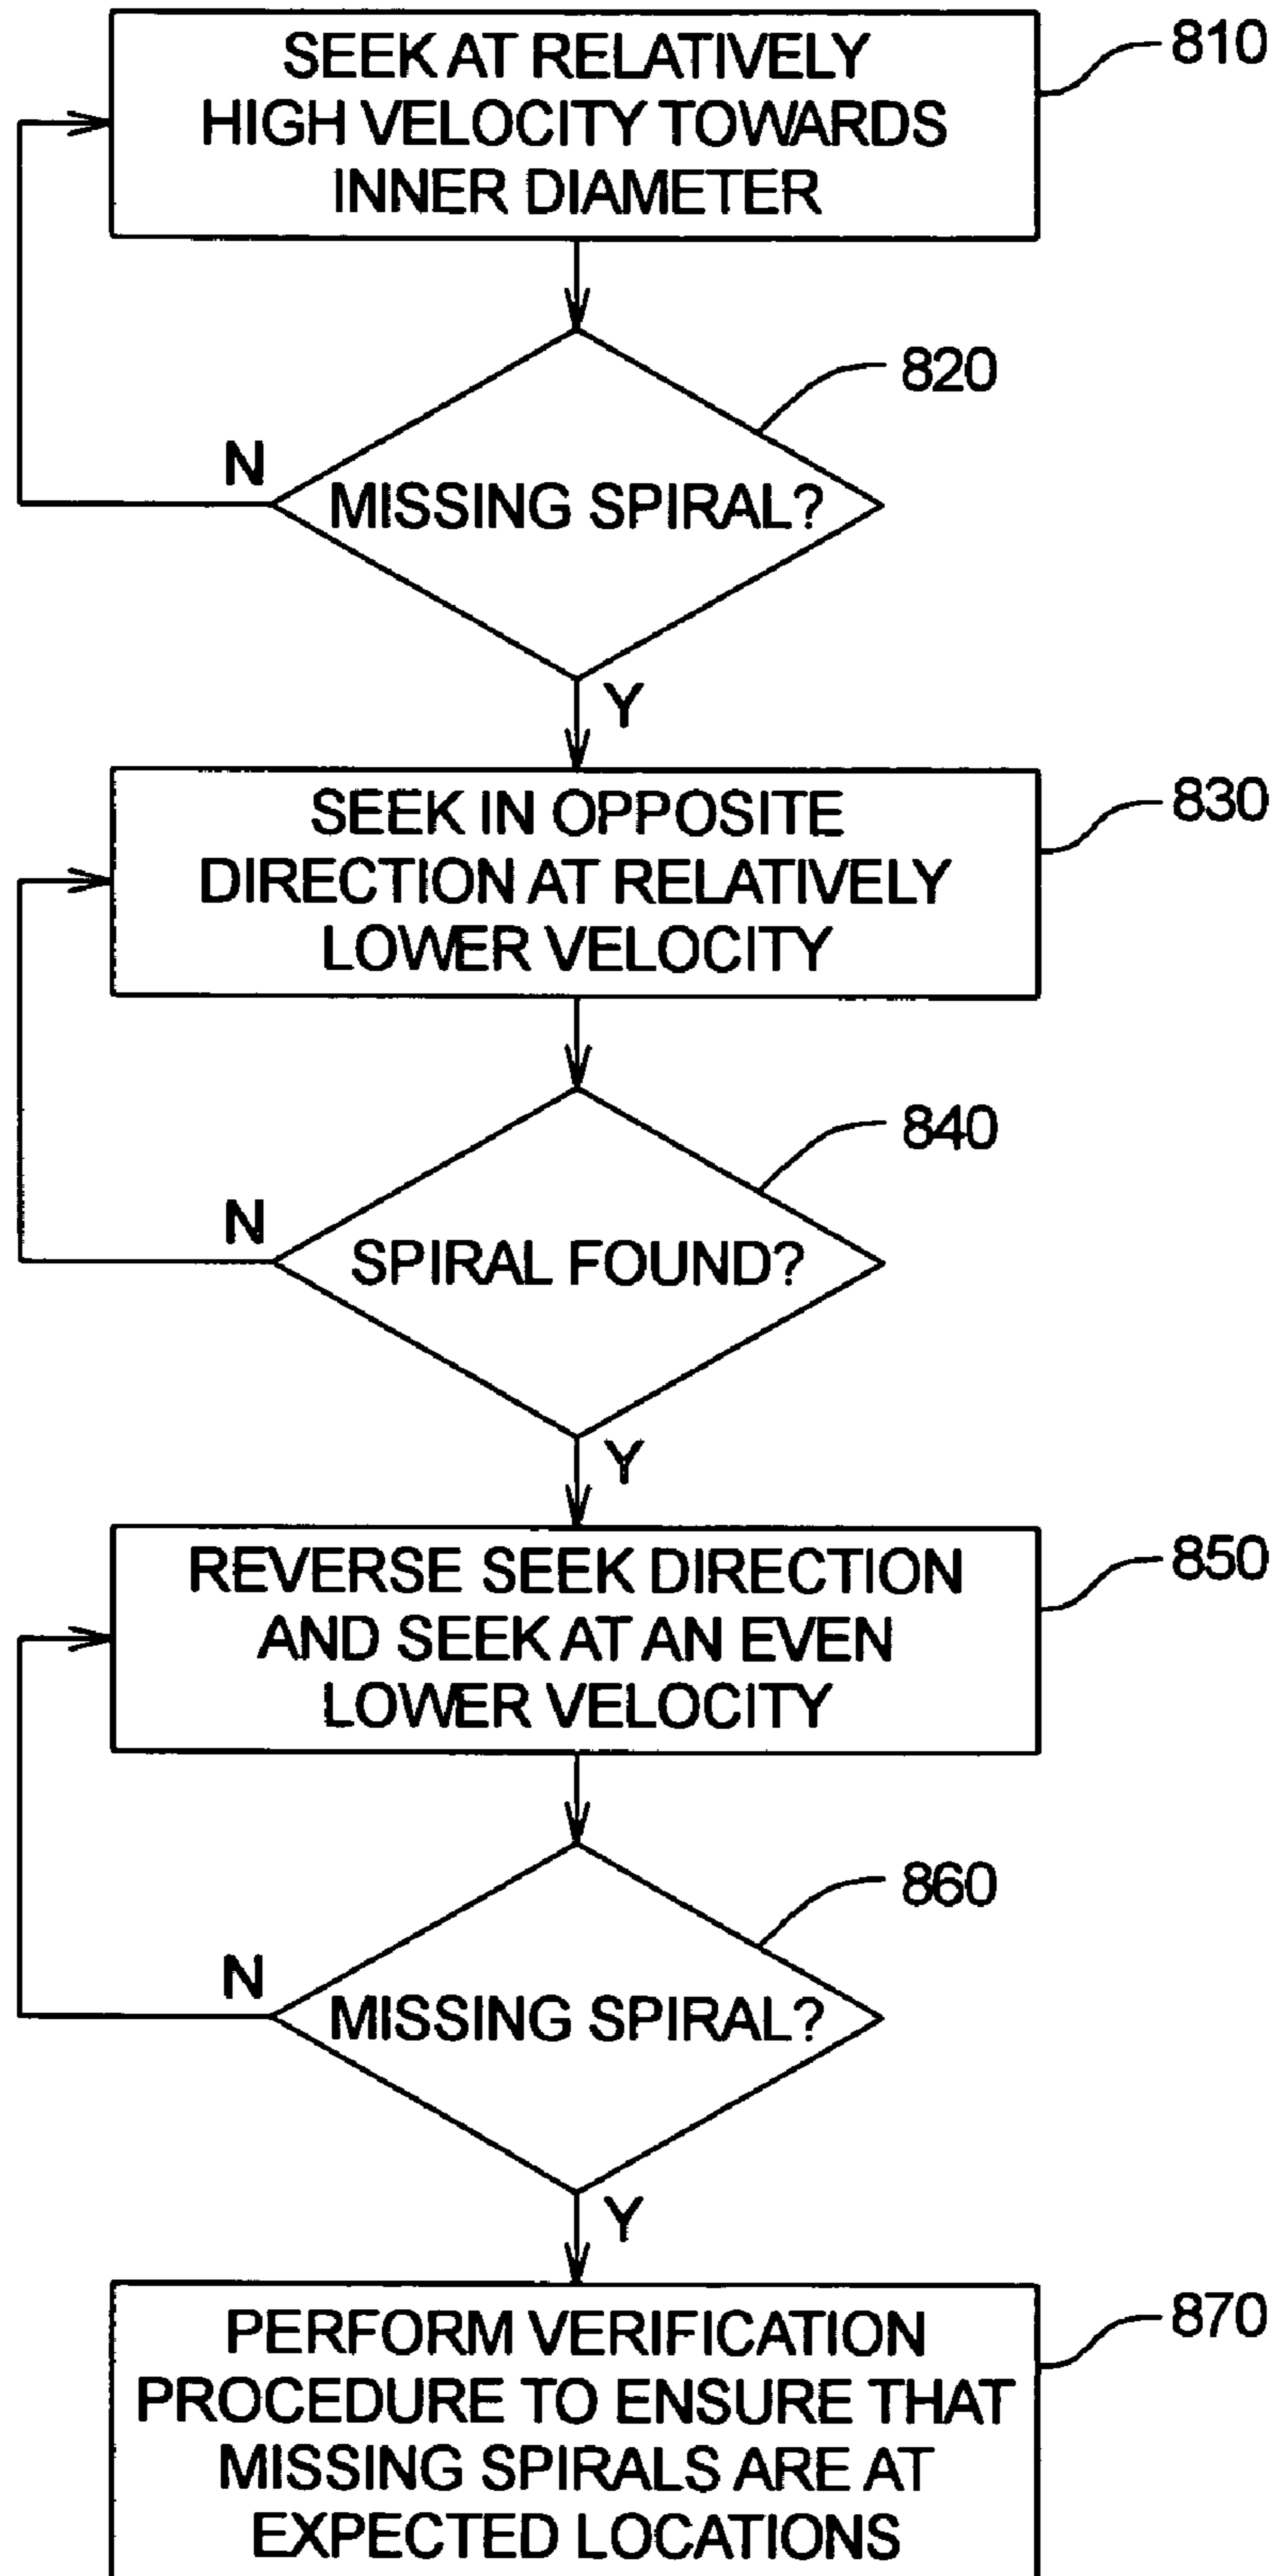 SEEK AT RELATIVELY
HIGH VELOCITY TOWARDS
INNER DIAMETER
810
820
N
MISSING SPIRAL?
Y
SEEK IN OPPOSITE
DIRECTION AT RELATIVELY
LOWER VELOCITY
830
840
N
SPIRAL FOUND?
Y
REVERSE SEEK DIRECTION
AND SEEK AT AN EVEN
LOWER VELOCITY
850
860
N
MISSING SPIRAL?
Y
PERFORM VERIFICATION
PROCEDURE TO ENSURE THAT
MISSING SPIRALS ARE AT
EXPECTED LOCATIONS
870